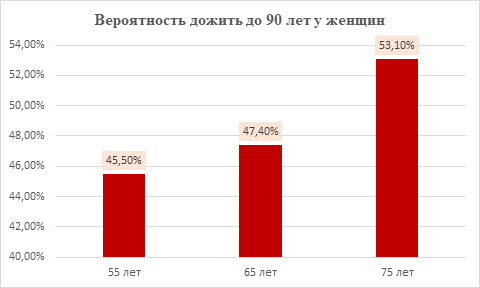 Вероятность дожить до 90 лет у женщин
54,00%
52,00%
50,00%
48,00%
46,00%
44,00%
42,00%
40,00%
45,50%
47,40%
53,10%
55 лет
65 лет
75 лет